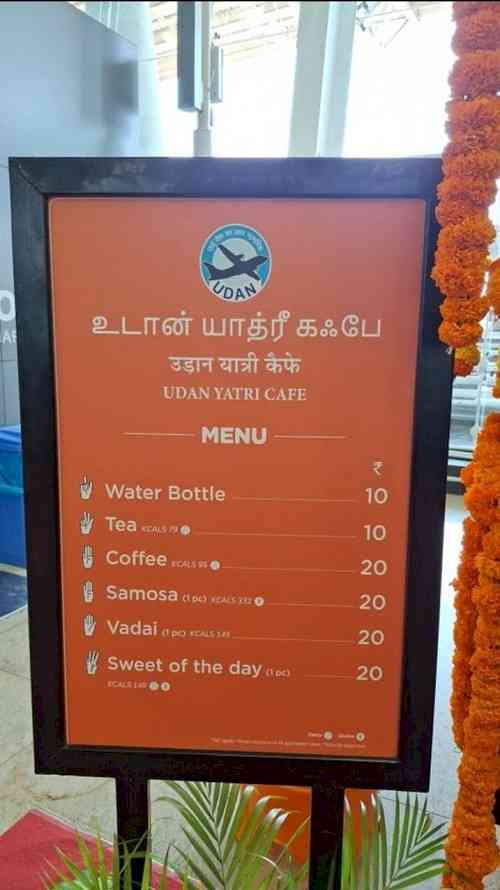 UDAN
உடான் யாத்ரீ கஃபே
उड़ान यात्री कैफे
UDAN YATRI CAFE
MENU
₹
Water Bottle 10
Tea KCALS 79 10
Coffee KCALS 95 20
Samosa (1 pc) KCALS 332 20
Vadai (1 pc) KCALS 145 20
Sweet of the day (1 pc) 20
KCALS 149